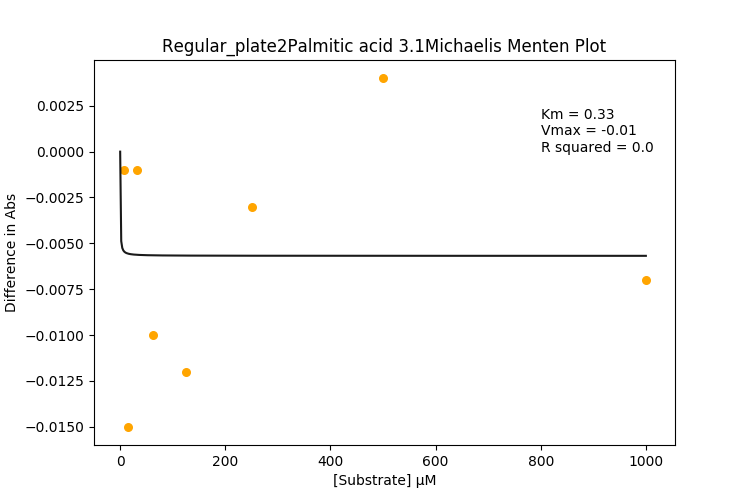 Regular_plate2Palmitic acid 3.1Michaelis Menten Plot
Km = 0.33
Vmax = -0.01
R squared = 0.0
Difference in Abs
0.0025
0.0000
−0.0025
−0.0050
−0.0075
−0.0100
−0.0125
−0.0150
0 200 400 600 800 1000
[Substrate] μM